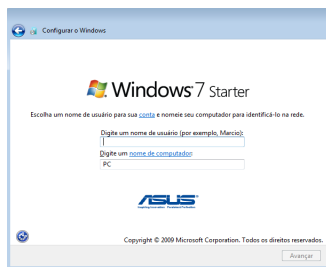 Configurar o Windows
Windows 7 Starter
Escolha um nome de usuário para sua conta e nomeie seu computador para identificá-lo na rede.
Digite um nome de usuário (por exemplo, Marcio):
Digite um nome de computador:
PC
ASUS
Copyright © 2009 Microsoft Corporation. Todos os direitos reservados.
Avançar